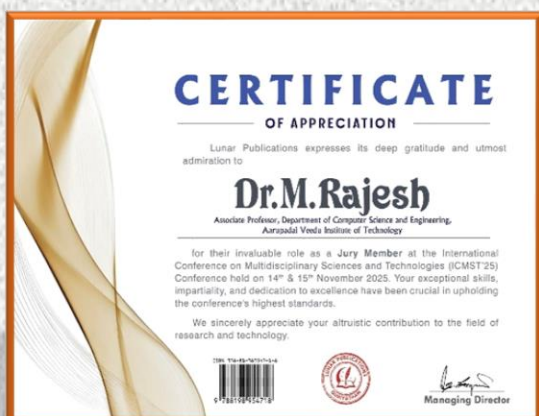 CERTIFICATE
OF APPRECIATION
Lunar Publications expresses its deep gratitude and utmost
admiration to
Dr.M.Rajesh
Associate Professor, Department of Computer Science and Engineering,
Aarupadai Veedu Institute of Technology
for their invaluable role as a Jury Member at the International
Conference on Multidisciplinary Sciences and Technologies (ICMST'25)
Conference held on 14th & 15th November 2025. Your exceptional skills,
impartiality, and dedication to excellence have been crucial in upholding
the conference's highest standards.
We sincerely appreciate your altruistic contribution to the field of
research and technology.
LUNAR PUBLICATIONS
Managing Director